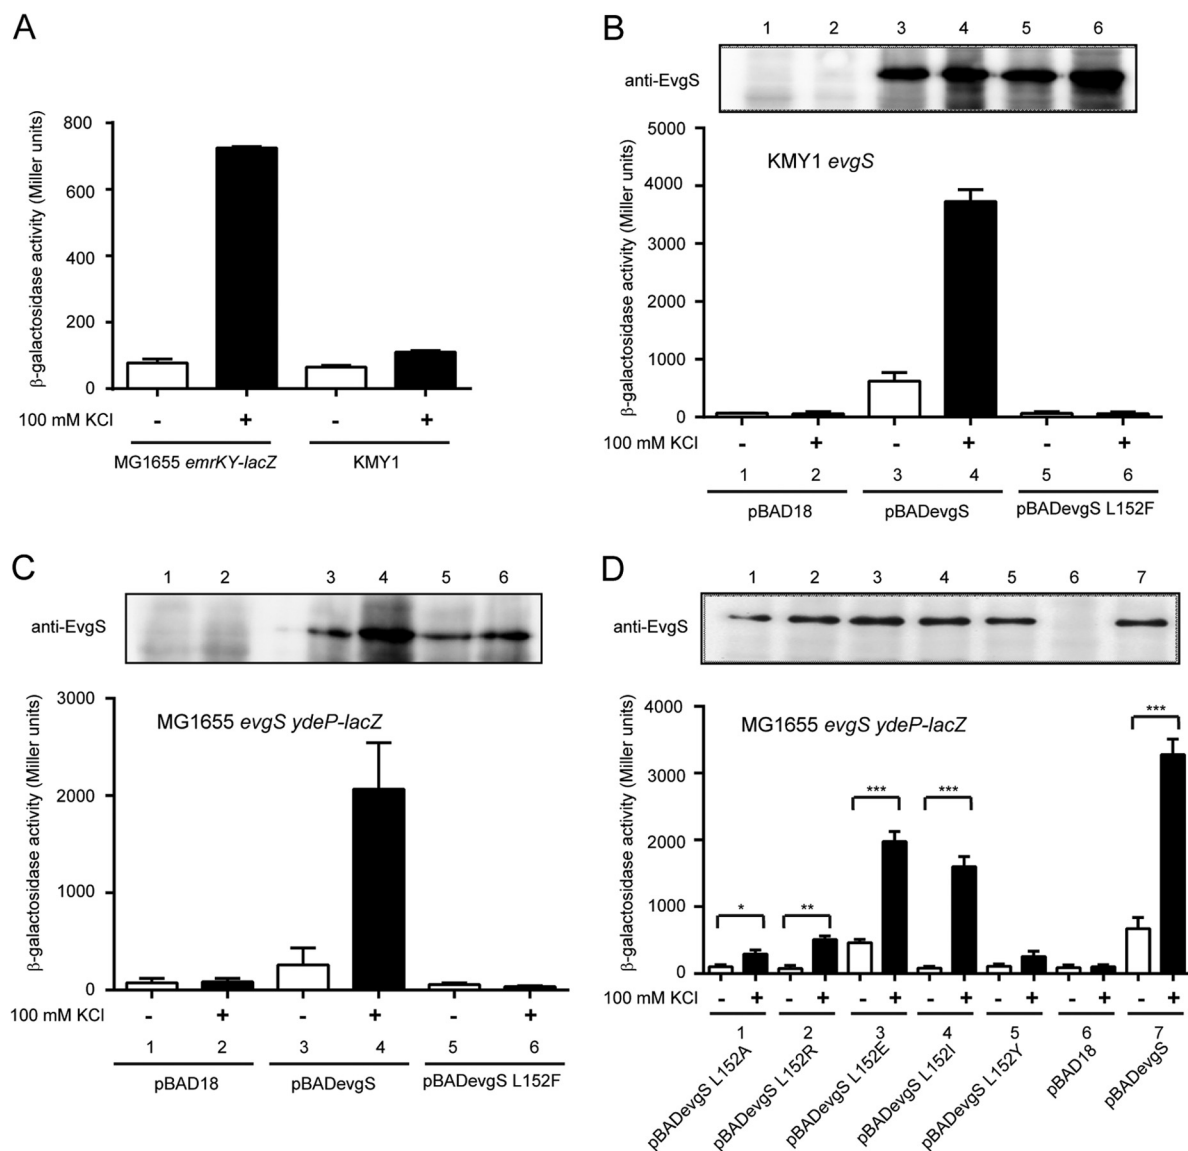 A
β-galactosidase activity (Miller units)
800
600
400
200
0
100 mM KCl - + - +
MG1655 emrKY-lacZ KMY1
B
1 2 3 4 5 6
anti-EvgS
KMY1 evgS
β-galactosidase activity (Miller units)
5000
4000
3000
2000
1000
0
100 mM KCl - + - + - +
1 2 3 4 5 6
pBAD18 pBADevgS pBADevgS L152F
C
1 2 3 4 5 6
anti-EvgS
MG1655 evgS ydeP-lacZ
β-galactosidase activity (Miller units)
3000
2000
1000
0
100 mM KCl - + - + - +
1 2 3 4 5 6
pBAD18 pBADevgS pBADevgS L152F
D
1 2 3 4 5 6 7
anti-EvgS
MG1655 evgS ydeP-lacZ
β-galactosidase activity (Miller units)
4000
3000
2000
1000
0
* ** *** *** ***
100 mM KCl - + - + - + - + - + - + - +
1 2 3 4 5 6 7
pBADevgS L152A
pBADevgS L152R
pBADevgS L152E
pBADevgS L152I
pBADevgS L152Y
pBAD18
pBADevgS